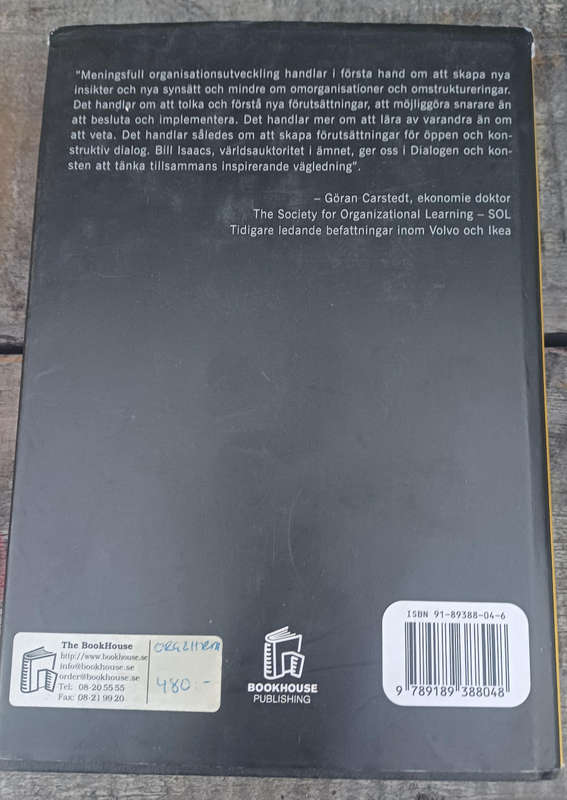 "Meningsfull organisationsutveckling handlar i första hand om att skapa nya
insikter och nya synsätt och mindre om omorganisationer och omstruktureringar.
Det handlar om att tolka och förstå nya förutsättningar, att möjliggöra snarare än
att besluta och implementera. Det handlar mer om att lära av varandra än om
att veta. Det handlar således om att skapa förutsättningar för öppen och kon-
struktiv dialog. Bill Isaacs, världsauktoritet i ämnet, ger oss i Dialogen och kon-
sten att tänka tillsammans inspirerande vägledning".
– Göran Carstedt, ekonomie doktor
The Society for Organizational Learning – SOL
Tidigare ledande befattningar inom Volvo och Ikea
The BookHouse
http://www.bookhouse.se
info@bookhouse.se
order@bookhouse.se
Tel: 08-20 55 55
Fax: 08-21 99 20
480:-
BOOKHOUSE
PUBLISHING
ISBN 91-89388-04-6
9 789189 388048